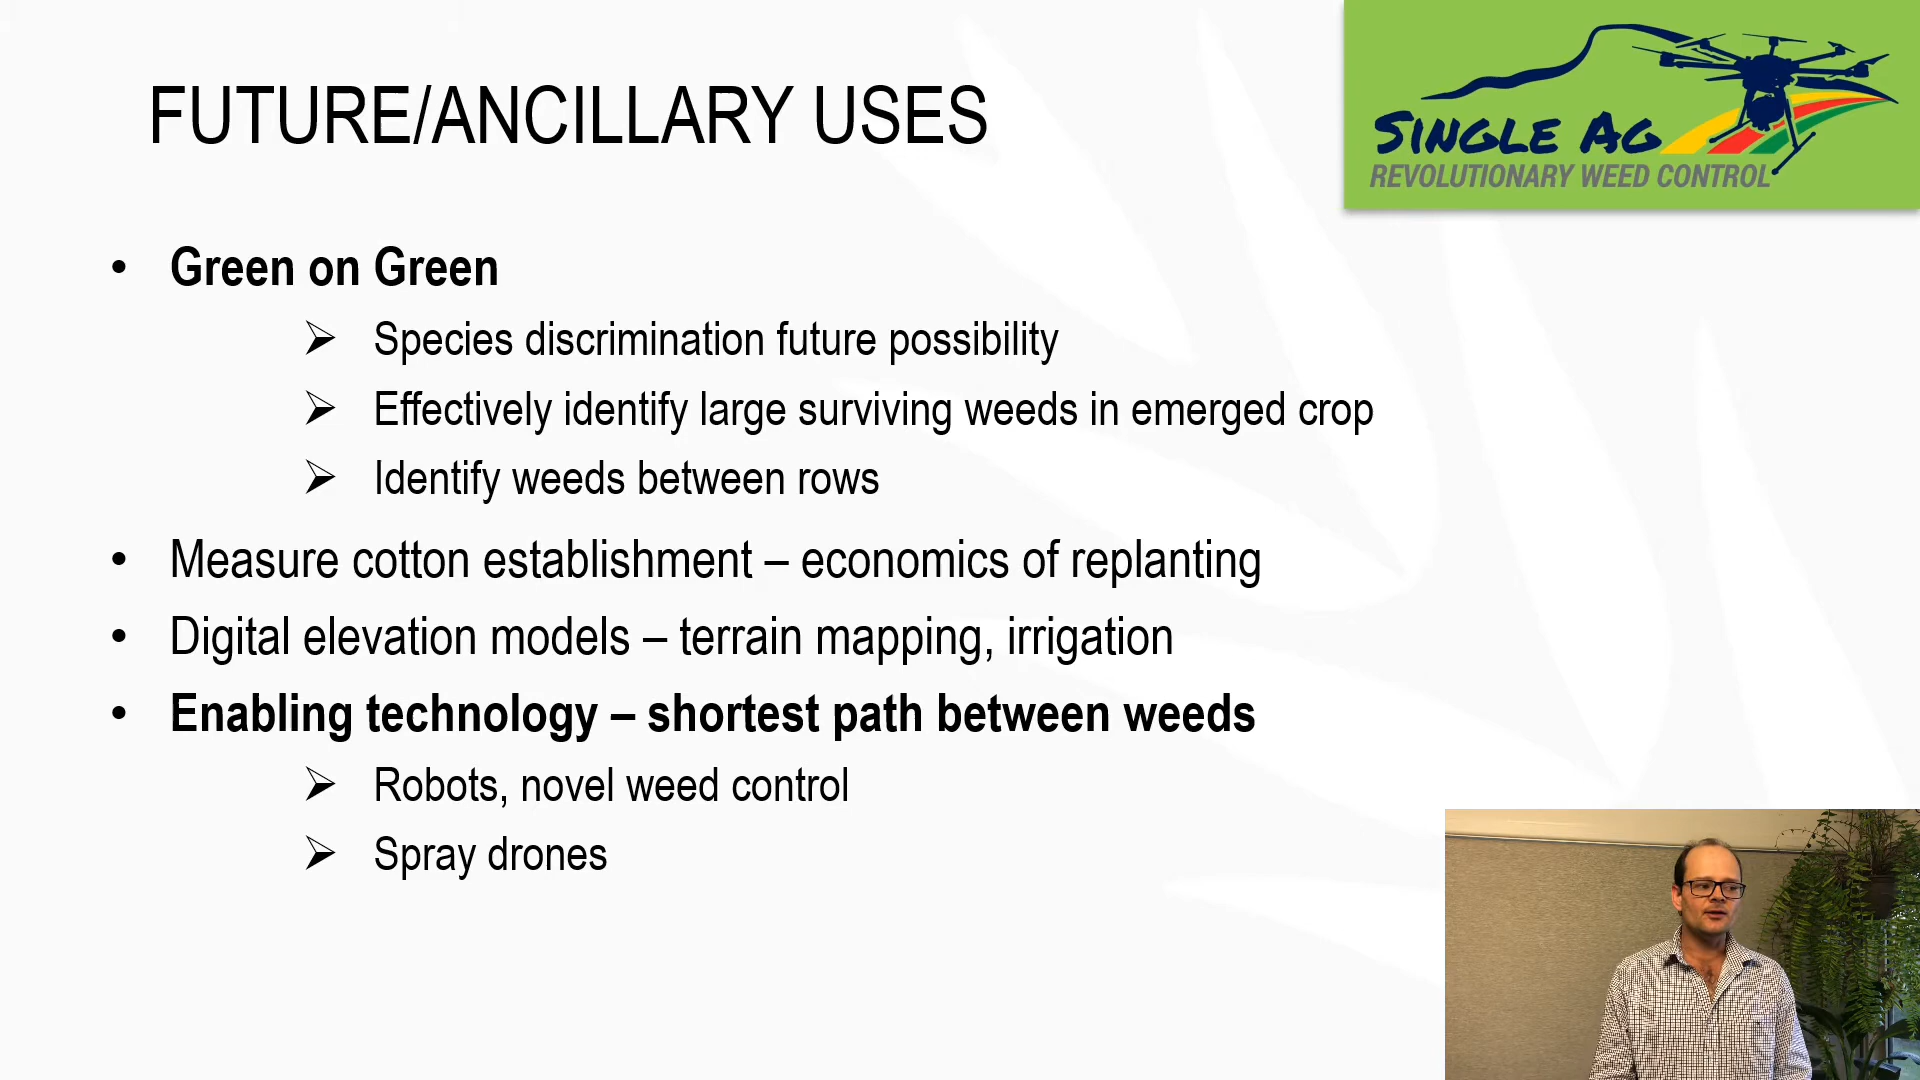 FUTURE/ANCILLARY USES
SINGLE AG
REVOLUTIONARY WEED CONTROL
• Green on Green
➢ Species discrimination future possibility
➢ Effectively identify large surviving weeds in emerged crop
➢ Identify weeds between rows
• Measure cotton establishment – economics of replanting
• Digital elevation models – terrain mapping, irrigation
• Enabling technology – shortest path between weeds
➢ Robots, novel weed control
➢ Spray drones